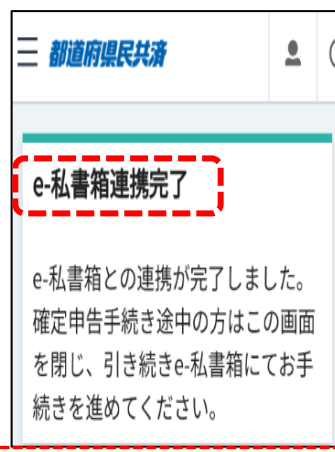 都道府県民共済
e-私書箱連携完了
e-私書箱との連携が完了しました。
確定申告手続き途中の方はこの画面
を閉じ、引き続きe-私書箱にてお手
続きを進めてください。